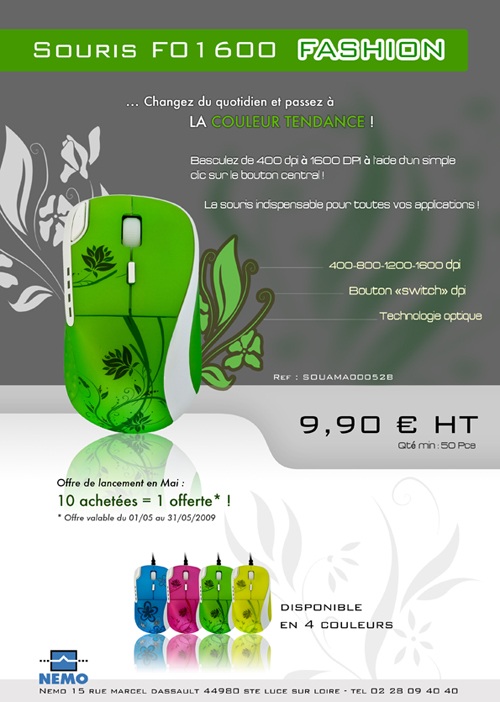 Souris FO1600 FASHION
... Changez du quotidien et passez à
LA COULEUR TENDANCE !
Basculez de 400 dpi à 1600 DPI à l'aide d'un simple
clic sur le bouton central !
La souris indispensable pour toutes vos applications !
400-800-1200-1600 dpi
Bouton «switch» dpi
Technologie optique
Ref : SOUAMA000528
9,90 € HT
Qté min : 50 Pcs
Offre de lancement en Mai :
10 achetées = 1 offerte* !
* Offre valable du 01/05 au 31/05/2009
DISPONIBLE
EN 4 COULEURS
NEMO
Nemo 15 rue marcel dassault 44980 ste luce sur loire - tel 02 28 09 40 40